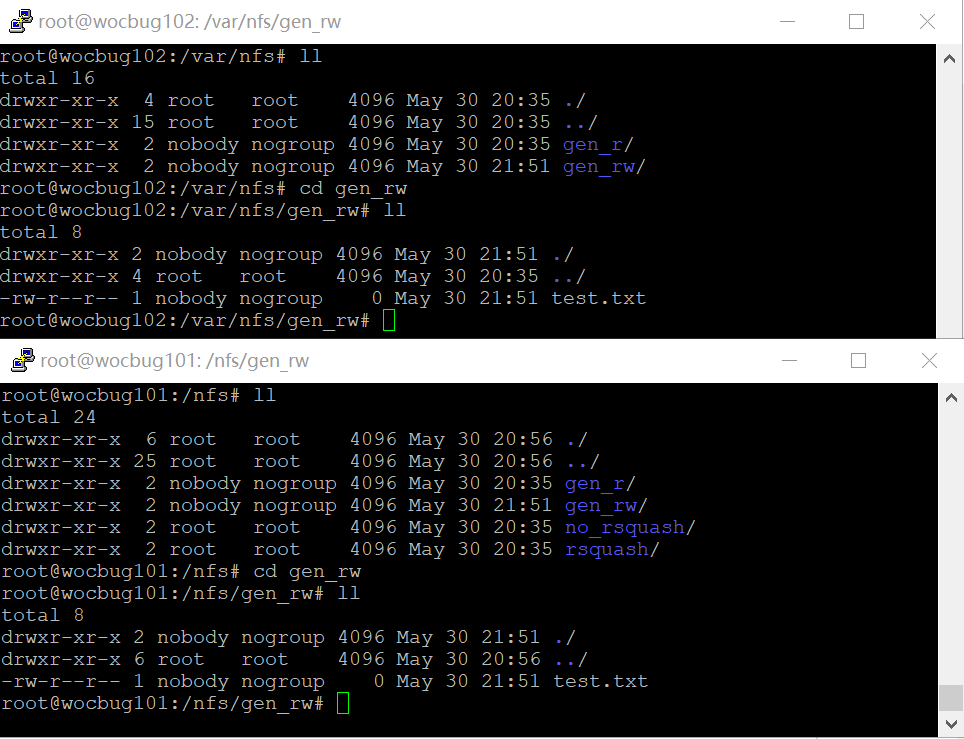 root@wocbug102: /var/nfs/gen_rw
root@wocbug102:/var/nfs# ll
total 16
drwxr-xr-x  4 root   root    4096 May 30 20:35 ./
drwxr-xr-x 15 root   root    4096 May 30 20:35 ../
drwxr-xr-x  2 nobody nogroup 4096 May 30 20:35 gen_r/
drwxr-xr-x  2 nobody nogroup 4096 May 30 21:51 gen_rw/
root@wocbug102:/var/nfs# cd gen_rw
root@wocbug102:/var/nfs/gen_rw# ll
total 8
drwxr-xr-x 2 nobody nogroup 4096 May 30 21:51 ./
drwxr-xr-x 4 root   root    4096 May 30 20:35 ../
-rw-r--r-- 1 nobody nogroup    0 May 30 21:51 test.txt
root@wocbug102:/var/nfs/gen_rw#
root@wocbug101: /nfs/gen_rw
root@wocbug101:/nfs# ll
total 24
drwxr-xr-x  6 root   root    4096 May 30 20:56 ./
drwxr-xr-x 25 root   root    4096 May 30 20:56 ../
drwxr-xr-x  2 nobody nogroup 4096 May 30 20:35 gen_r/
drwxr-xr-x  2 nobody nogroup 4096 May 30 21:51 gen_rw/
drwxr-xr-x  2 root   root    4096 May 30 20:35 no_rsquash/
drwxr-xr-x  2 root   root    4096 May 30 20:35 rsquash/
root@wocbug101:/nfs# cd gen_rw
root@wocbug101:/nfs/gen_rw# ll
total 8
drwxr-xr-x 2 nobody nogroup 4096 May 30 21:51 ./
drwxr-xr-x 6 root   root    4096 May 30 20:56 ../
-rw-r--r-- 1 nobody nogroup    0 May 30 21:51 test.txt
root@wocbug101:/nfs/gen_rw#